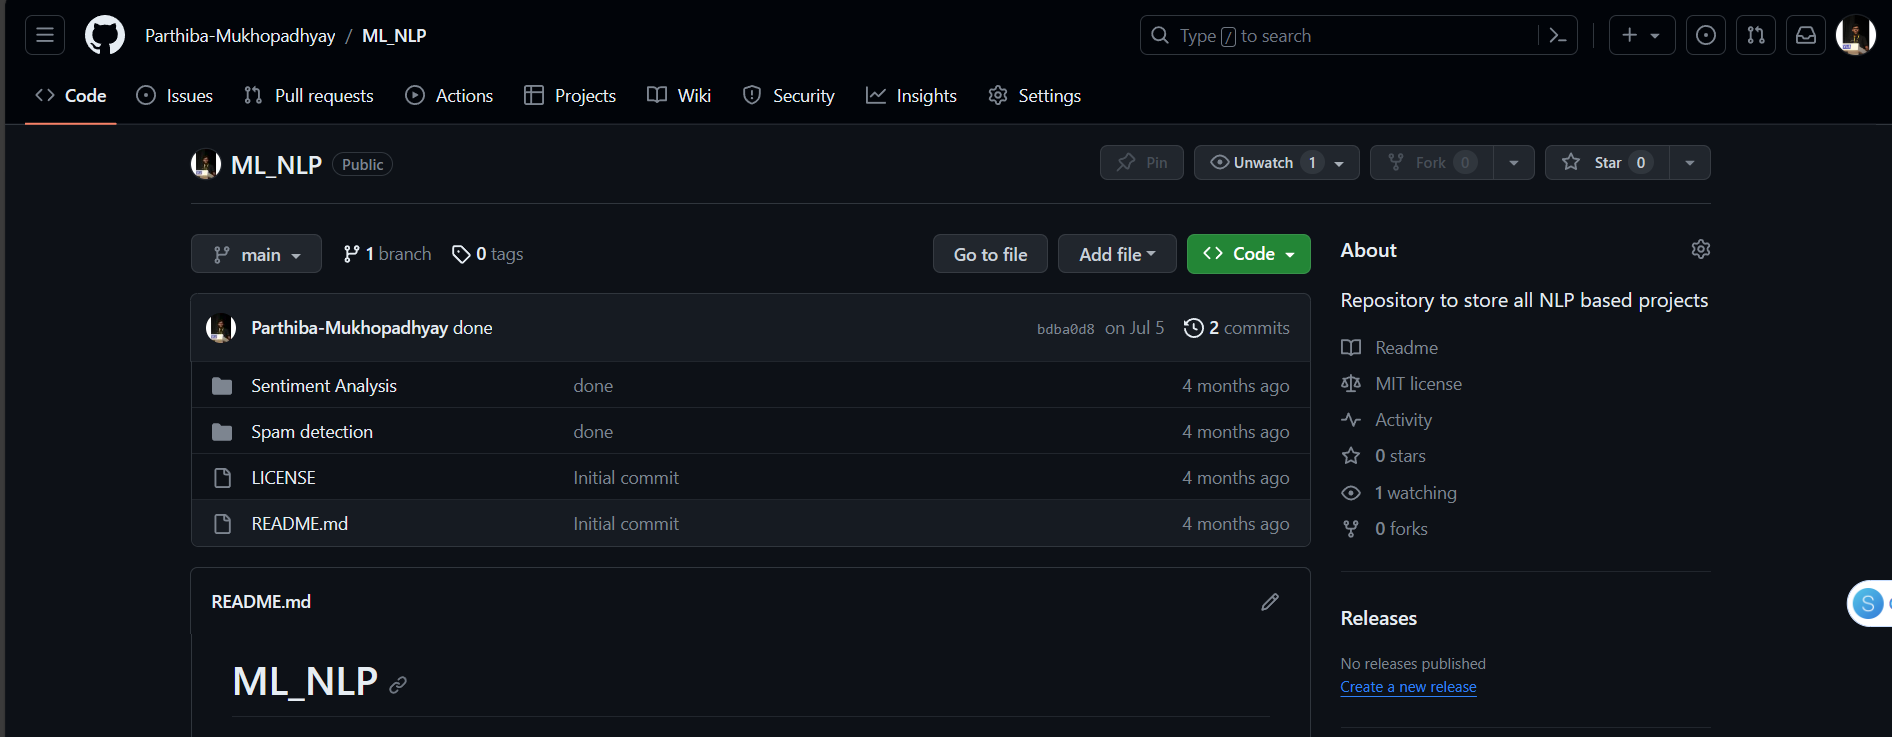 Parthiba-Mukhopadhyay / ML_NLP
Type / to search
Code Issues Pull requests Actions Projects Wiki Security Insights Settings
ML_NLP Public
Pin Unwatch 1 Fork 0 Star 0
main 1 branch 0 tags
Go to file Add file Code
Parthiba-Mukhopadhyay done bdba0d8 on Jul 5 2 commits
Sentiment Analysis done 4 months ago
Spam detection done 4 months ago
LICENSE Initial commit 4 months ago
README.md Initial commit 4 months ago
README.md
ML_NLP
About
Repository to store all NLP based projects
Readme
MIT license
Activity
0 stars
1 watching
0 forks
Releases
No releases published
Create a new release
S